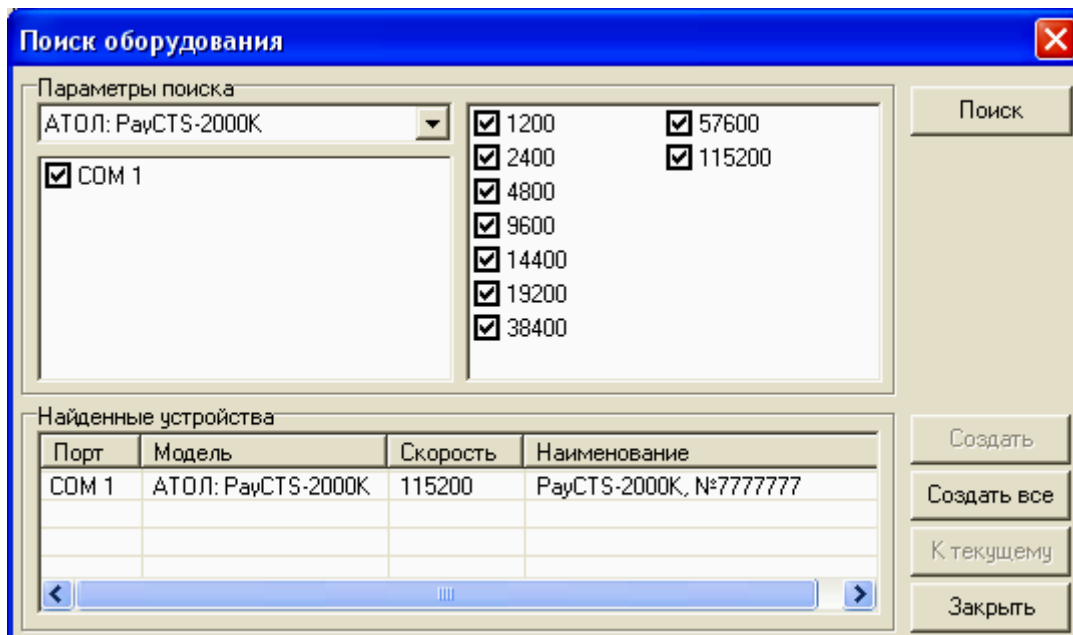 Поиск оборудования
Параметры поиска
АТОЛ: PayCTS-2000K
COM 1
1200
2400
4800
9600
14400
19200
38400
57600
115200
Поиск
Найденные устройства
Порт Модель Скорость Наименование
COM 1 АТОЛ: PayCTS-2000K 115200 PayCTS-2000K, №7777777
Создать
Создать все
К текущему
Закрыть